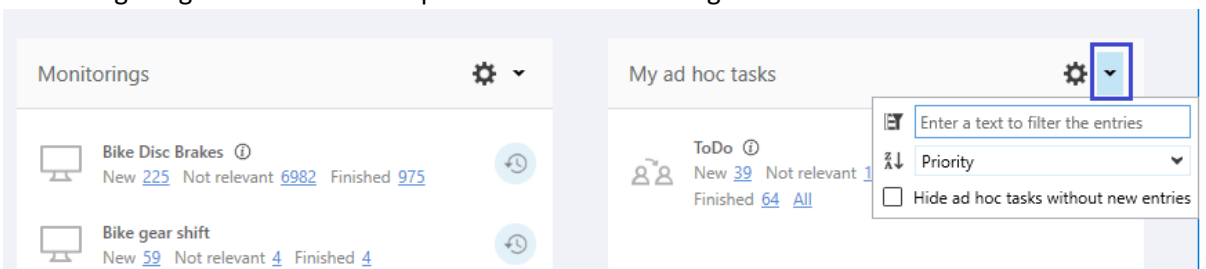 Monitorings
Bike Disc Brakes
New 225 Not relevant 6982 Finished 975
Bike gear shift
New 59 Not relevant 4 Finished 4
My ad hoc tasks
Enter a text to filter the entries
Priority
Hide ad hoc tasks without new entries
ToDo
New 39 Not relevant 1
Finished 64 All